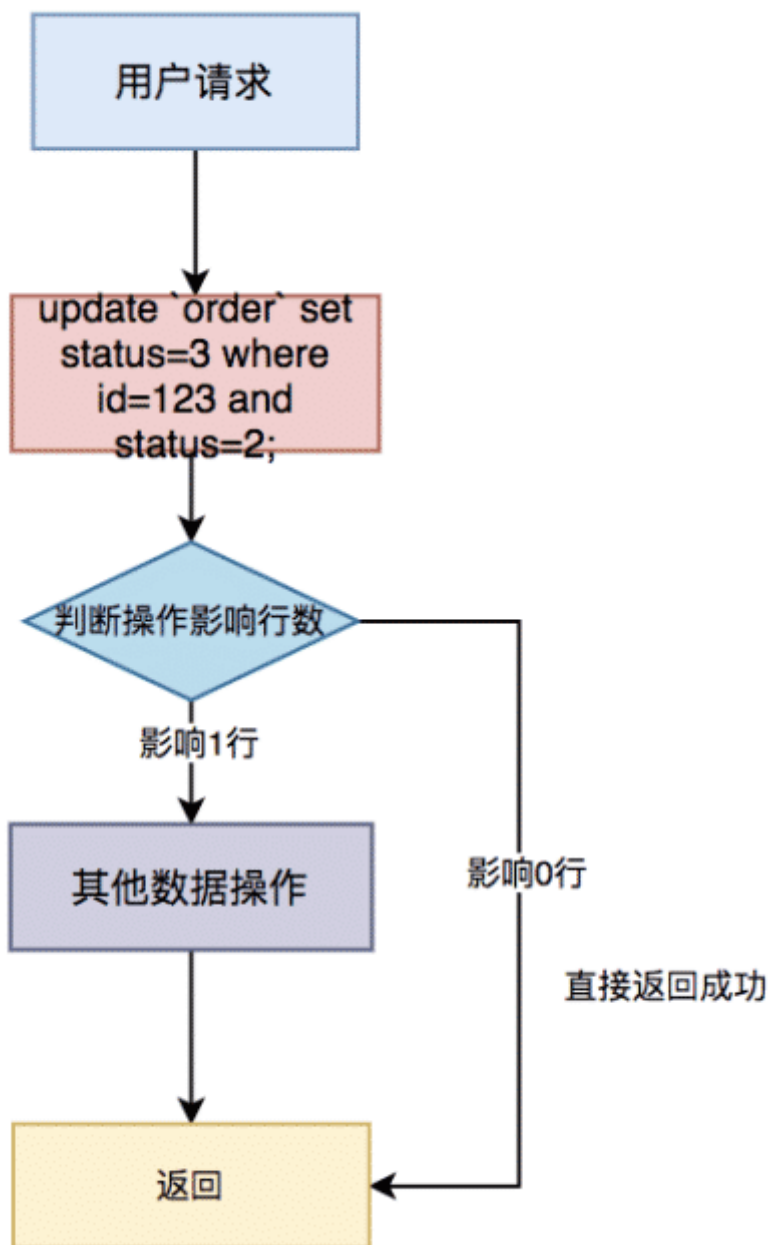 用户请求
update `order` set
status=3 where
id=123 and
status=2;
判断操作影响行数
影响1行
其他数据操作
影响0行
直接返回成功
返回